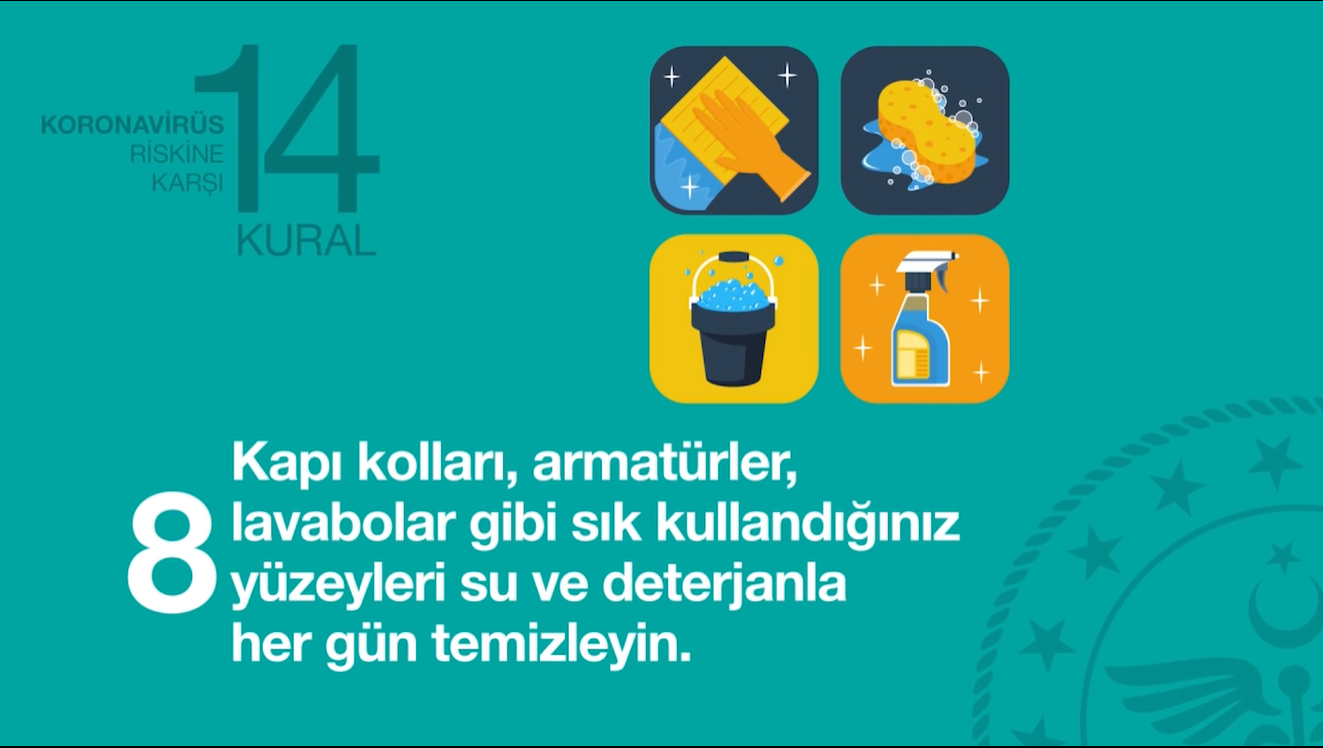 KORONAVİRÜS
RİSKİNE
KARŞI
14
KURAL
8
Kapı kolları, armatürler,
lavabolar gibi sık kullandığınız
yüzeyleri su ve deterjanla
her gün temizleyin.